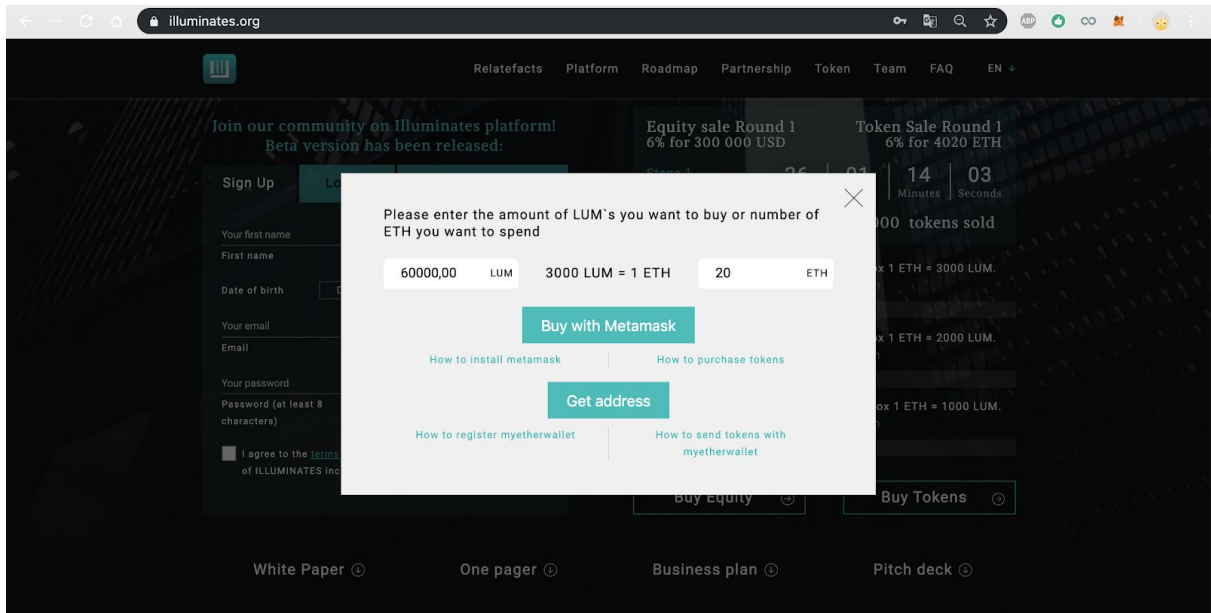 illuminates.org
ABP
Relatefacts Platform Roadmap Partnership Token Team FAQ EN
Join our community on Illuminates platform!
Beta version has been released:
Equity sale Round 1
6% for 300 000 USD
Token Sale Round 1
6% for 4020 ETH
14 03
Minutes Seconds
tokens sold
Sign Up
Your first name
First name
Date of birth
Your email
Email
Your password
Password (at least 8
characters)
I agree to the terms
of ILLUMINATES
Please enter the amount of LUM`s you want to buy or number of
ETH you want to spend
60000,00 LUM 3000 LUM = 1 ETH 20 ETH
Buy with Metamask
How to install metamask How to purchase tokens
Get address
How to register myetherwallet
How to send tokens with
myetherwallet
1 ETH = 3000 LUM.
1 ETH = 2000 LUM.
1 ETH = 1000 LUM.
Buy Equity Buy Tokens
White Paper One pager Business plan Pitch deck